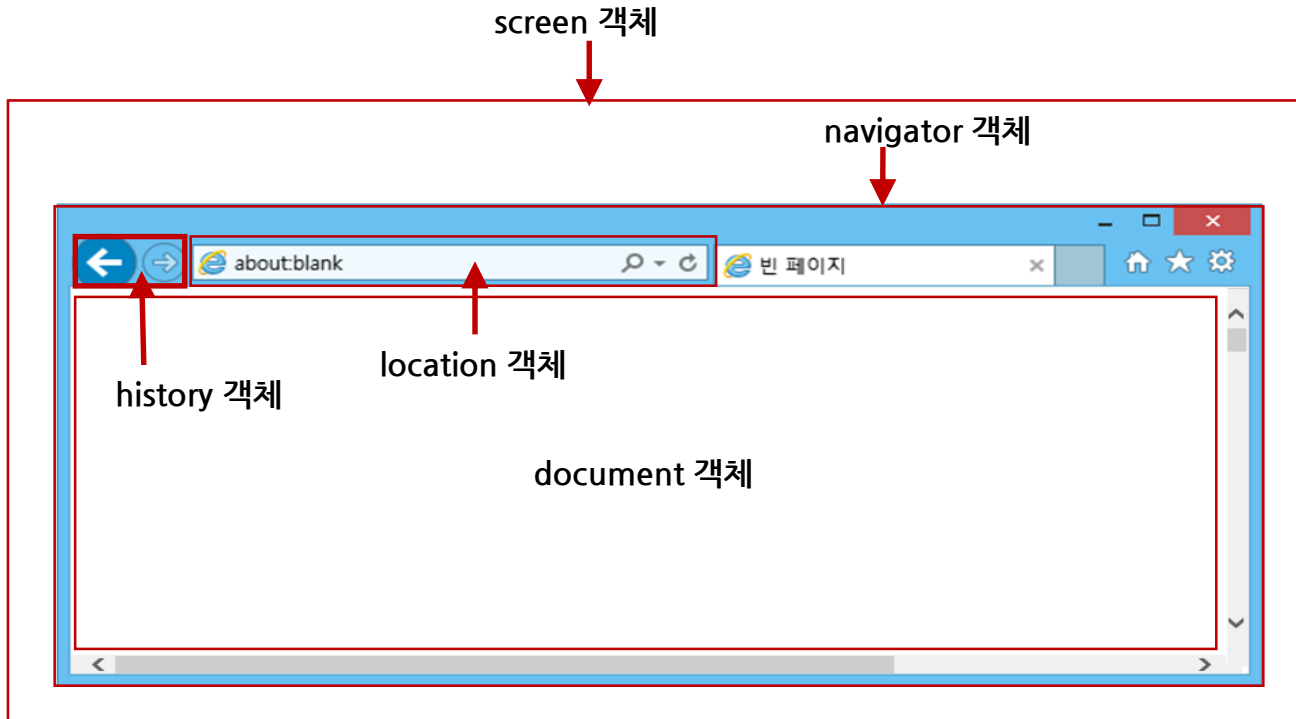 screen 객체
navigator 객체
about:blank
빈 페이지
location 객체
history 객체
document 객체